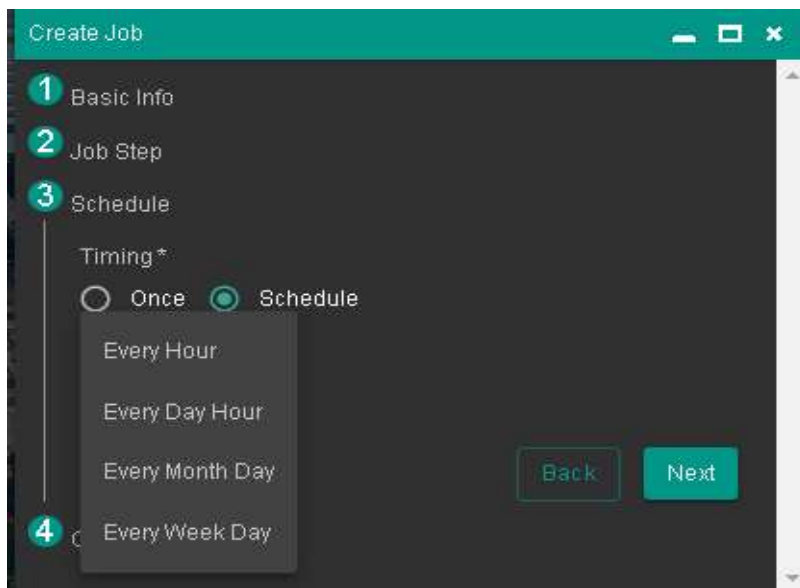 Create Job
1 Basic Info
2 Job Step
3 Schedule
Timing*
Once Schedule
Every Hour
Every Day Hour
Every Month Day
Back Next
4 Every Week Day